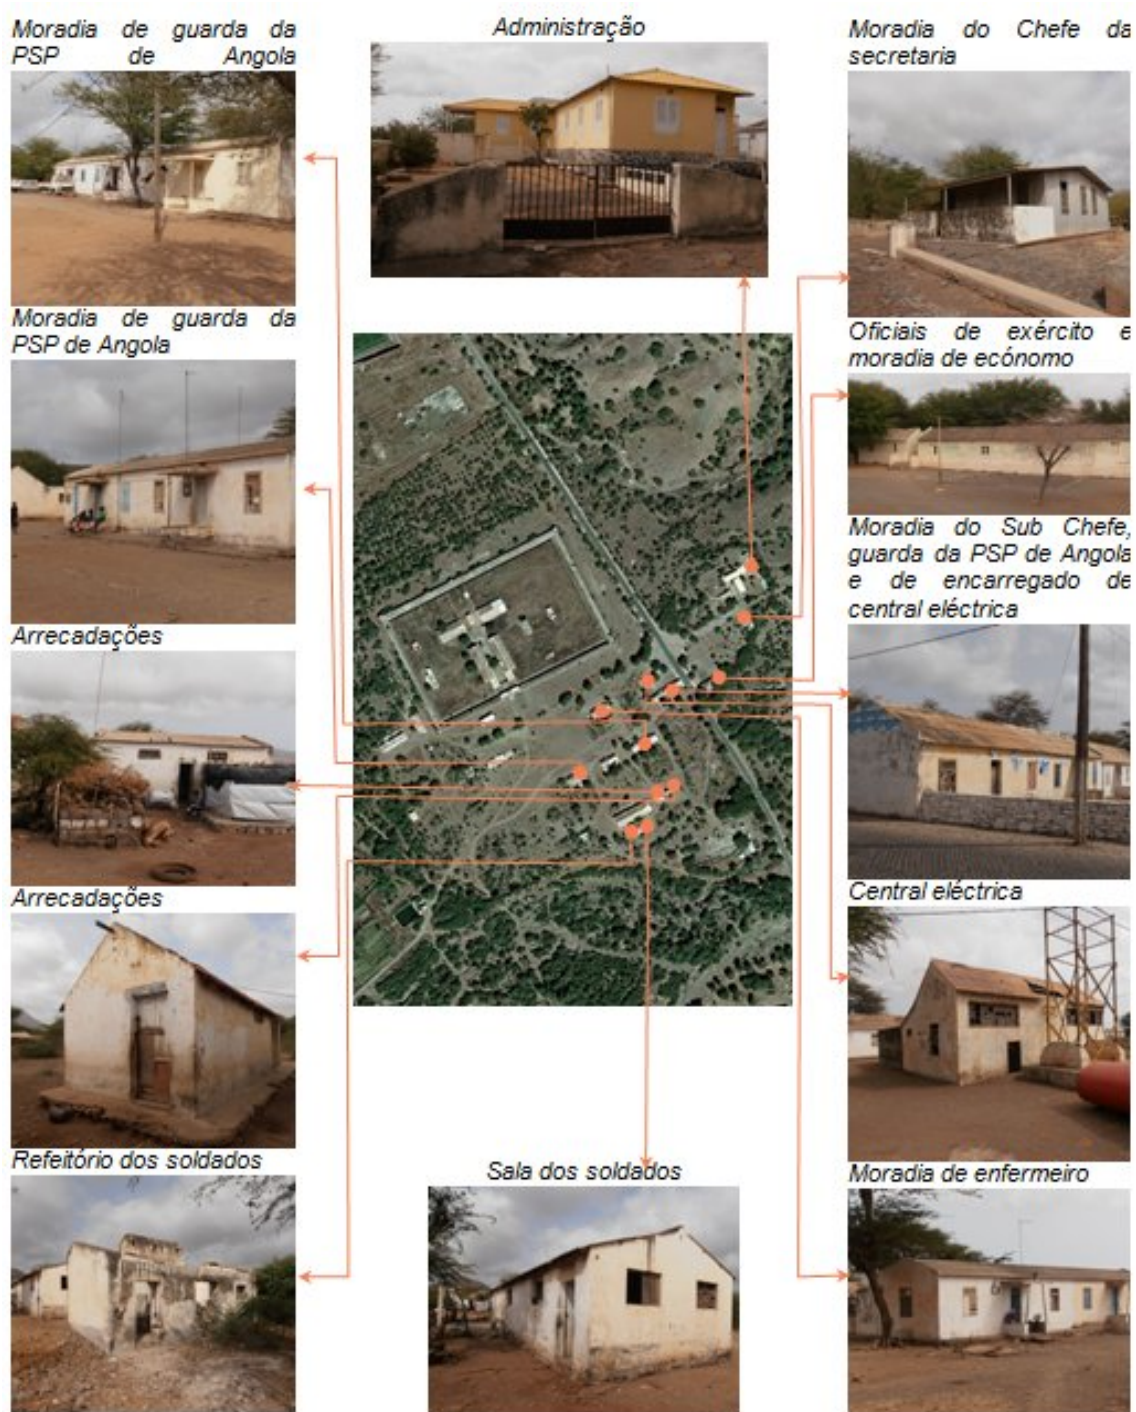 Moradia de guarda da
PSP de Angola
Administração
Moradia do Chefe da
secretaria
Moradia de guarda da
PSP de Angola
Oficiais de exército e
moradia de ecónomo
Moradia do Sub Chefe,
guarda da PSP de Angola
e de encarregado de
central eléctrica
Arrecadações
Arrecadações
Central eléctrica
Refeitório dos soldados
Sala dos soldados
Moradia de enfermeiro